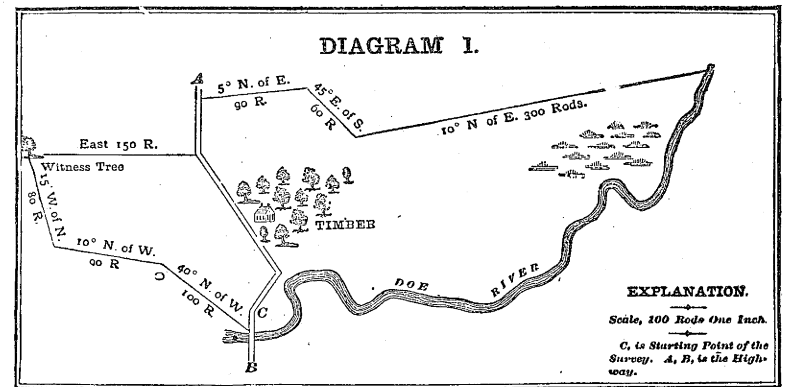 DIAGRAM 1.
A
5° N. of E.
90 R.
45° E. of S.
60 R
10° N of E. 300 Rods.
East 150 R.
Witness Tree
15° W. of N.
80 R.
10° N. of W.
90 R
C
40° N. of W.
100 R.
TIMBER
DOE RIVER
C
B
EXPLANATION.
Scale, 100 Rods One Inch.
C, is Starting Point of the
Survey. A, B, is the High-
way.